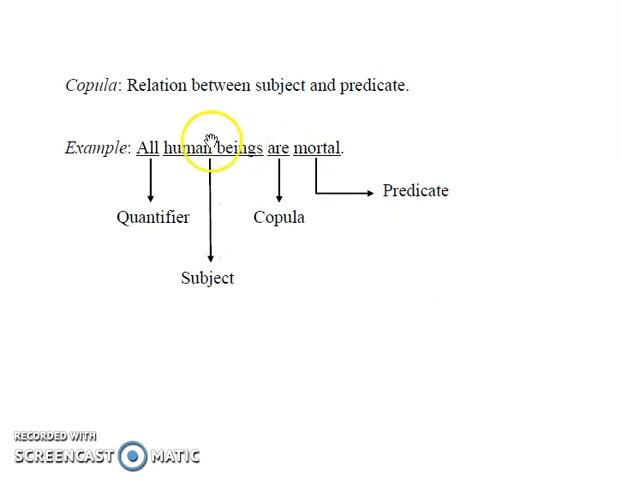 Copula: Relation between subject and predicate.
Example: All human beings are mortal.
Predicate
Quantifier
Copula
Subject
RECORDED WITH
SCREENCAST MATIC